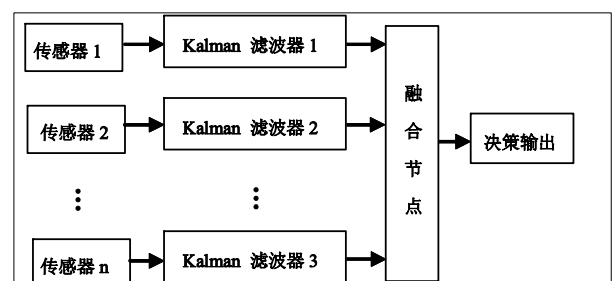 传感器 1
Kalman 滤波器 1
传感器 2
Kalman 滤波器 2
融合节点
决策输出
传感器 n
Kalman 滤波器 3